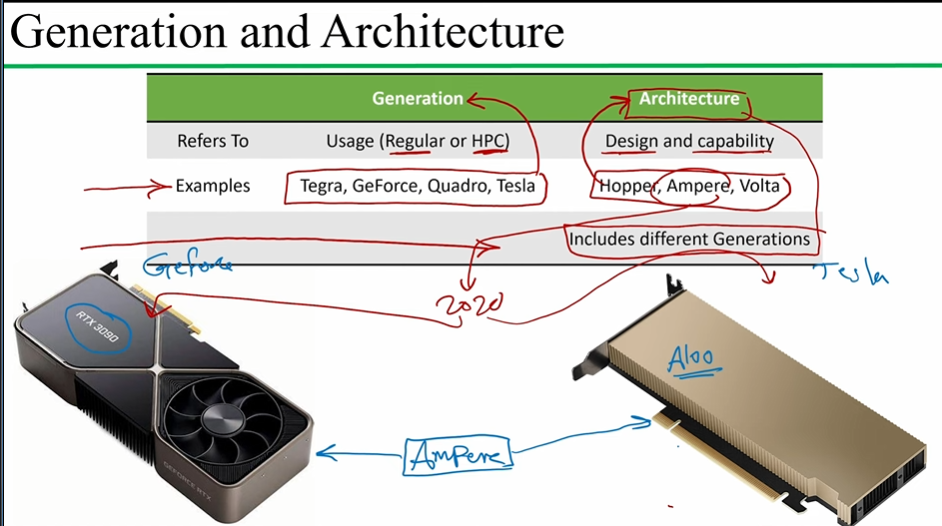 Generation and Architecture
Generation Architecture
Refers To Usage (Regular or HPC) Design and capability
Examples Tegra, GeForce, Quadro, Tesla Hopper, Ampere, Volta
Includes different Generations
Geforce
Tesla
2020
RTX 3090
A100
Ampere
GEFORCE RTX